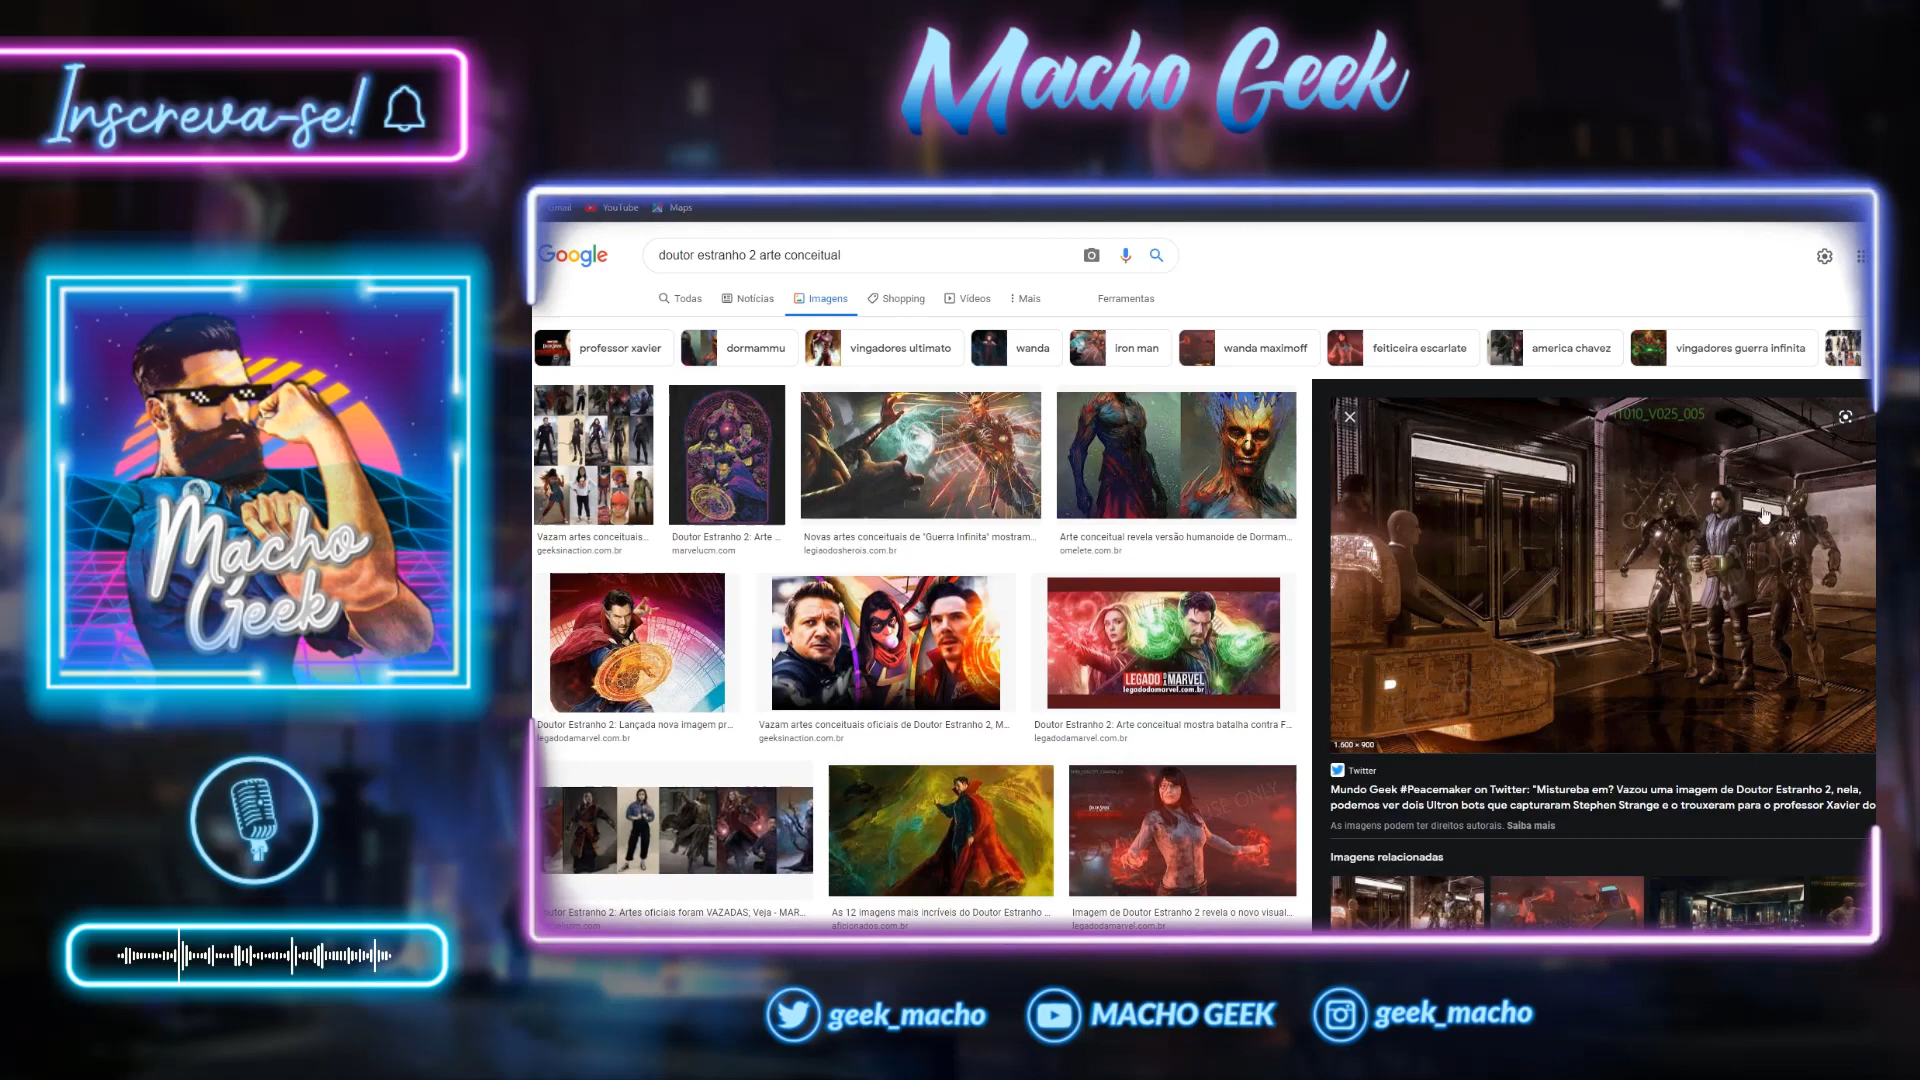 Inscreva-se!
Macho Geek
Gmail YouTube Maps
Google
doutor estranho 2 arte conceitual
Todas Notícias Imagens Shopping Vídeos Mais Ferramentas
professor xavier dormammu vingadores ultimato wanda iron man wanda maximoff feiticeira escarlate america chavez vingadores guerra infinita
Macho
Geek
1T010_V025_005
Vazam artes conceituais...
geeksinaction.com.br
Doutor Estranho 2: Arte ...
marvelucm.com
Novas artes conceituais de "Guerra Infinita" mostram...
legiaodosherois.com.br
Arte conceitual revela versão humanoide de Dormam...
omelete.com.br
LEGADO DA MARVEL
legadodamarvel.com.br
Doutor Estranho 2: Lançada nova imagem pr...
legadodamarvel.com.br
Vazam artes conceituais oficiais de Doutor Estranho 2, M...
geeksinaction.com.br
Doutor Estranho 2: Arte conceitual mostra batalha contra F...
legadodamarvel.com.br
1.600 × 900
Twitter
Mundo Geek #Peacemaker on Twitter: "Mistureba em? Vazou uma imagem de Doutor Estranho 2, nela,
podemos ver dois Ultron bots que capturaram Stephen Strange e o trouxeram para o professor Xavier do
As imagens podem ter direitos autorais. Saiba mais
Imagens relacionadas
USE ONLY
utor Estranho 2: Artes oficiais foram VAZADAS; Veja - MAR...
As 12 imagens mais incríveis do Doutor Estranho ...
aficionados.com.br
Imagem de Doutor Estranho 2 revela o novo visual...
legadodamarvel.com.br
geek_macho MACHO GEEK geek_macho